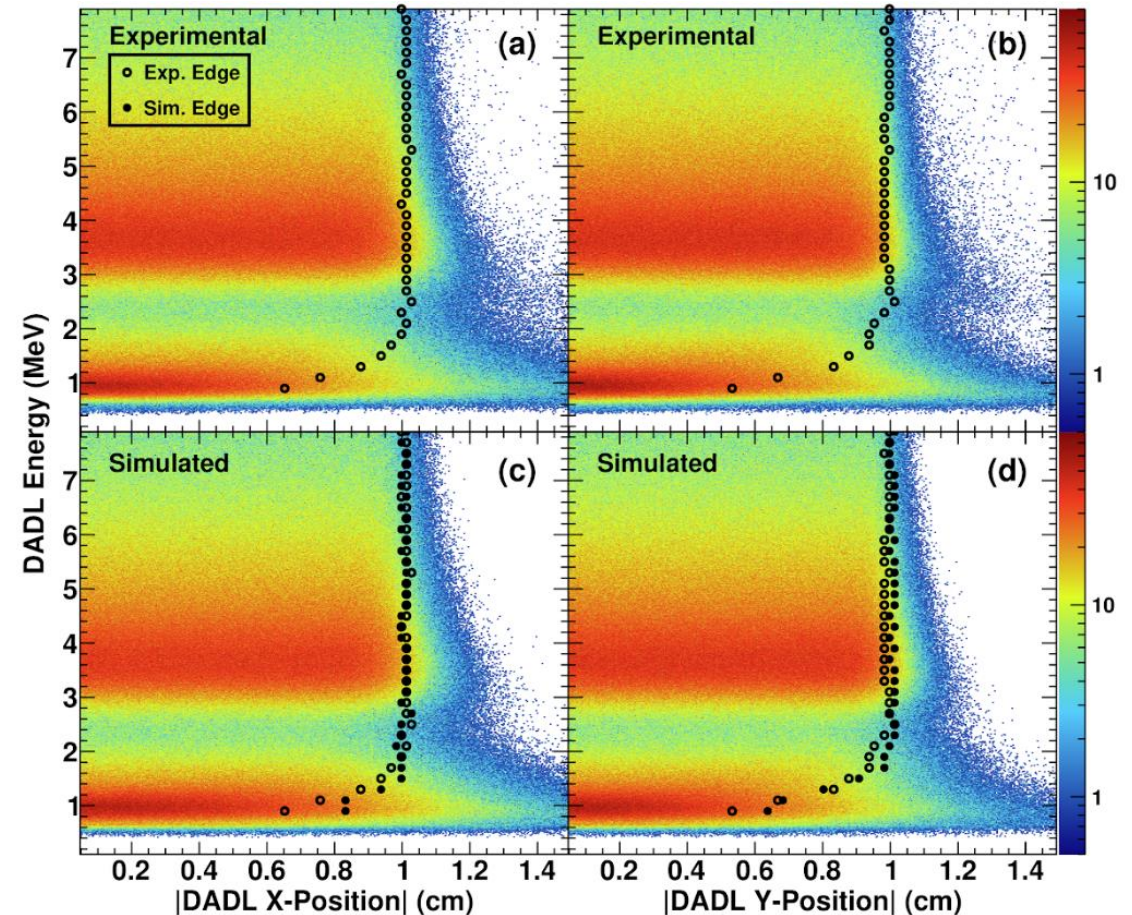 Experimental (a)
Exp. Edge
Sim. Edge
Experimental (b)
7
6
5
4
3
2
1
10
1
Simulated (c)
Simulated (d)
7
6
5
4
3
2
1
10
1
DADL Energy (MeV)
0.2 0.4 0.6 0.8 1 1.2 1.4
0.2 0.4 0.6 0.8 1 1.2 1.4
|DADL X-Position| (cm)
|DADL Y-Position| (cm)